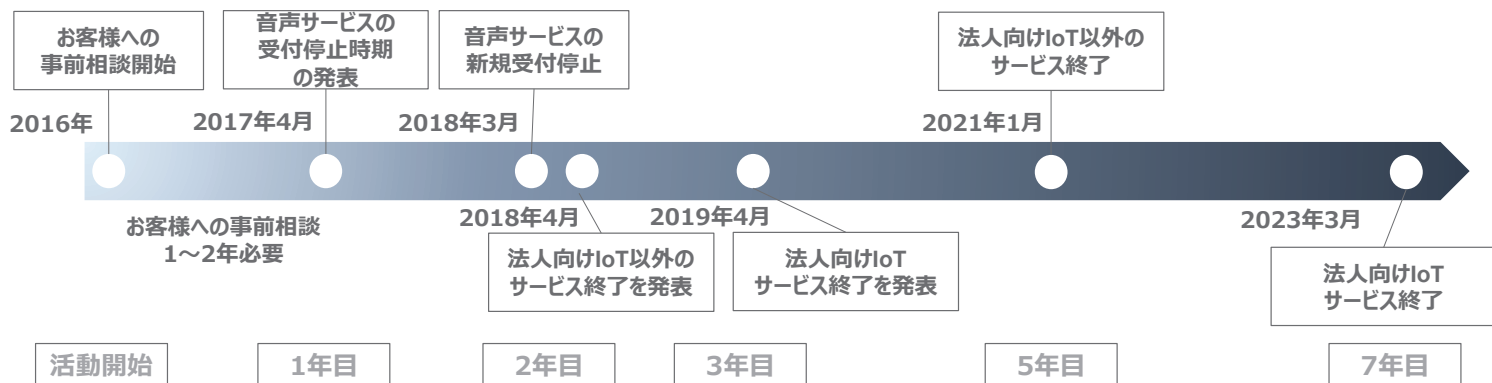 お客様への
事前相談開始
音声サービスの
受付停止時期
の発表
音声サービスの
新規受付停止
法人向けIoT以外の
サービス終了
2016年
2017年4月
2018年3月
2021年1月
2018年4月
2019年4月
2023年3月
お客様への事前相談
1～2年必要
法人向けIoT以外の
サービス終了を発表
法人向けIoT
サービス終了を発表
法人向けIoT
サービス終了
活動開始
1年目
2年目
3年目
5年目
7年目